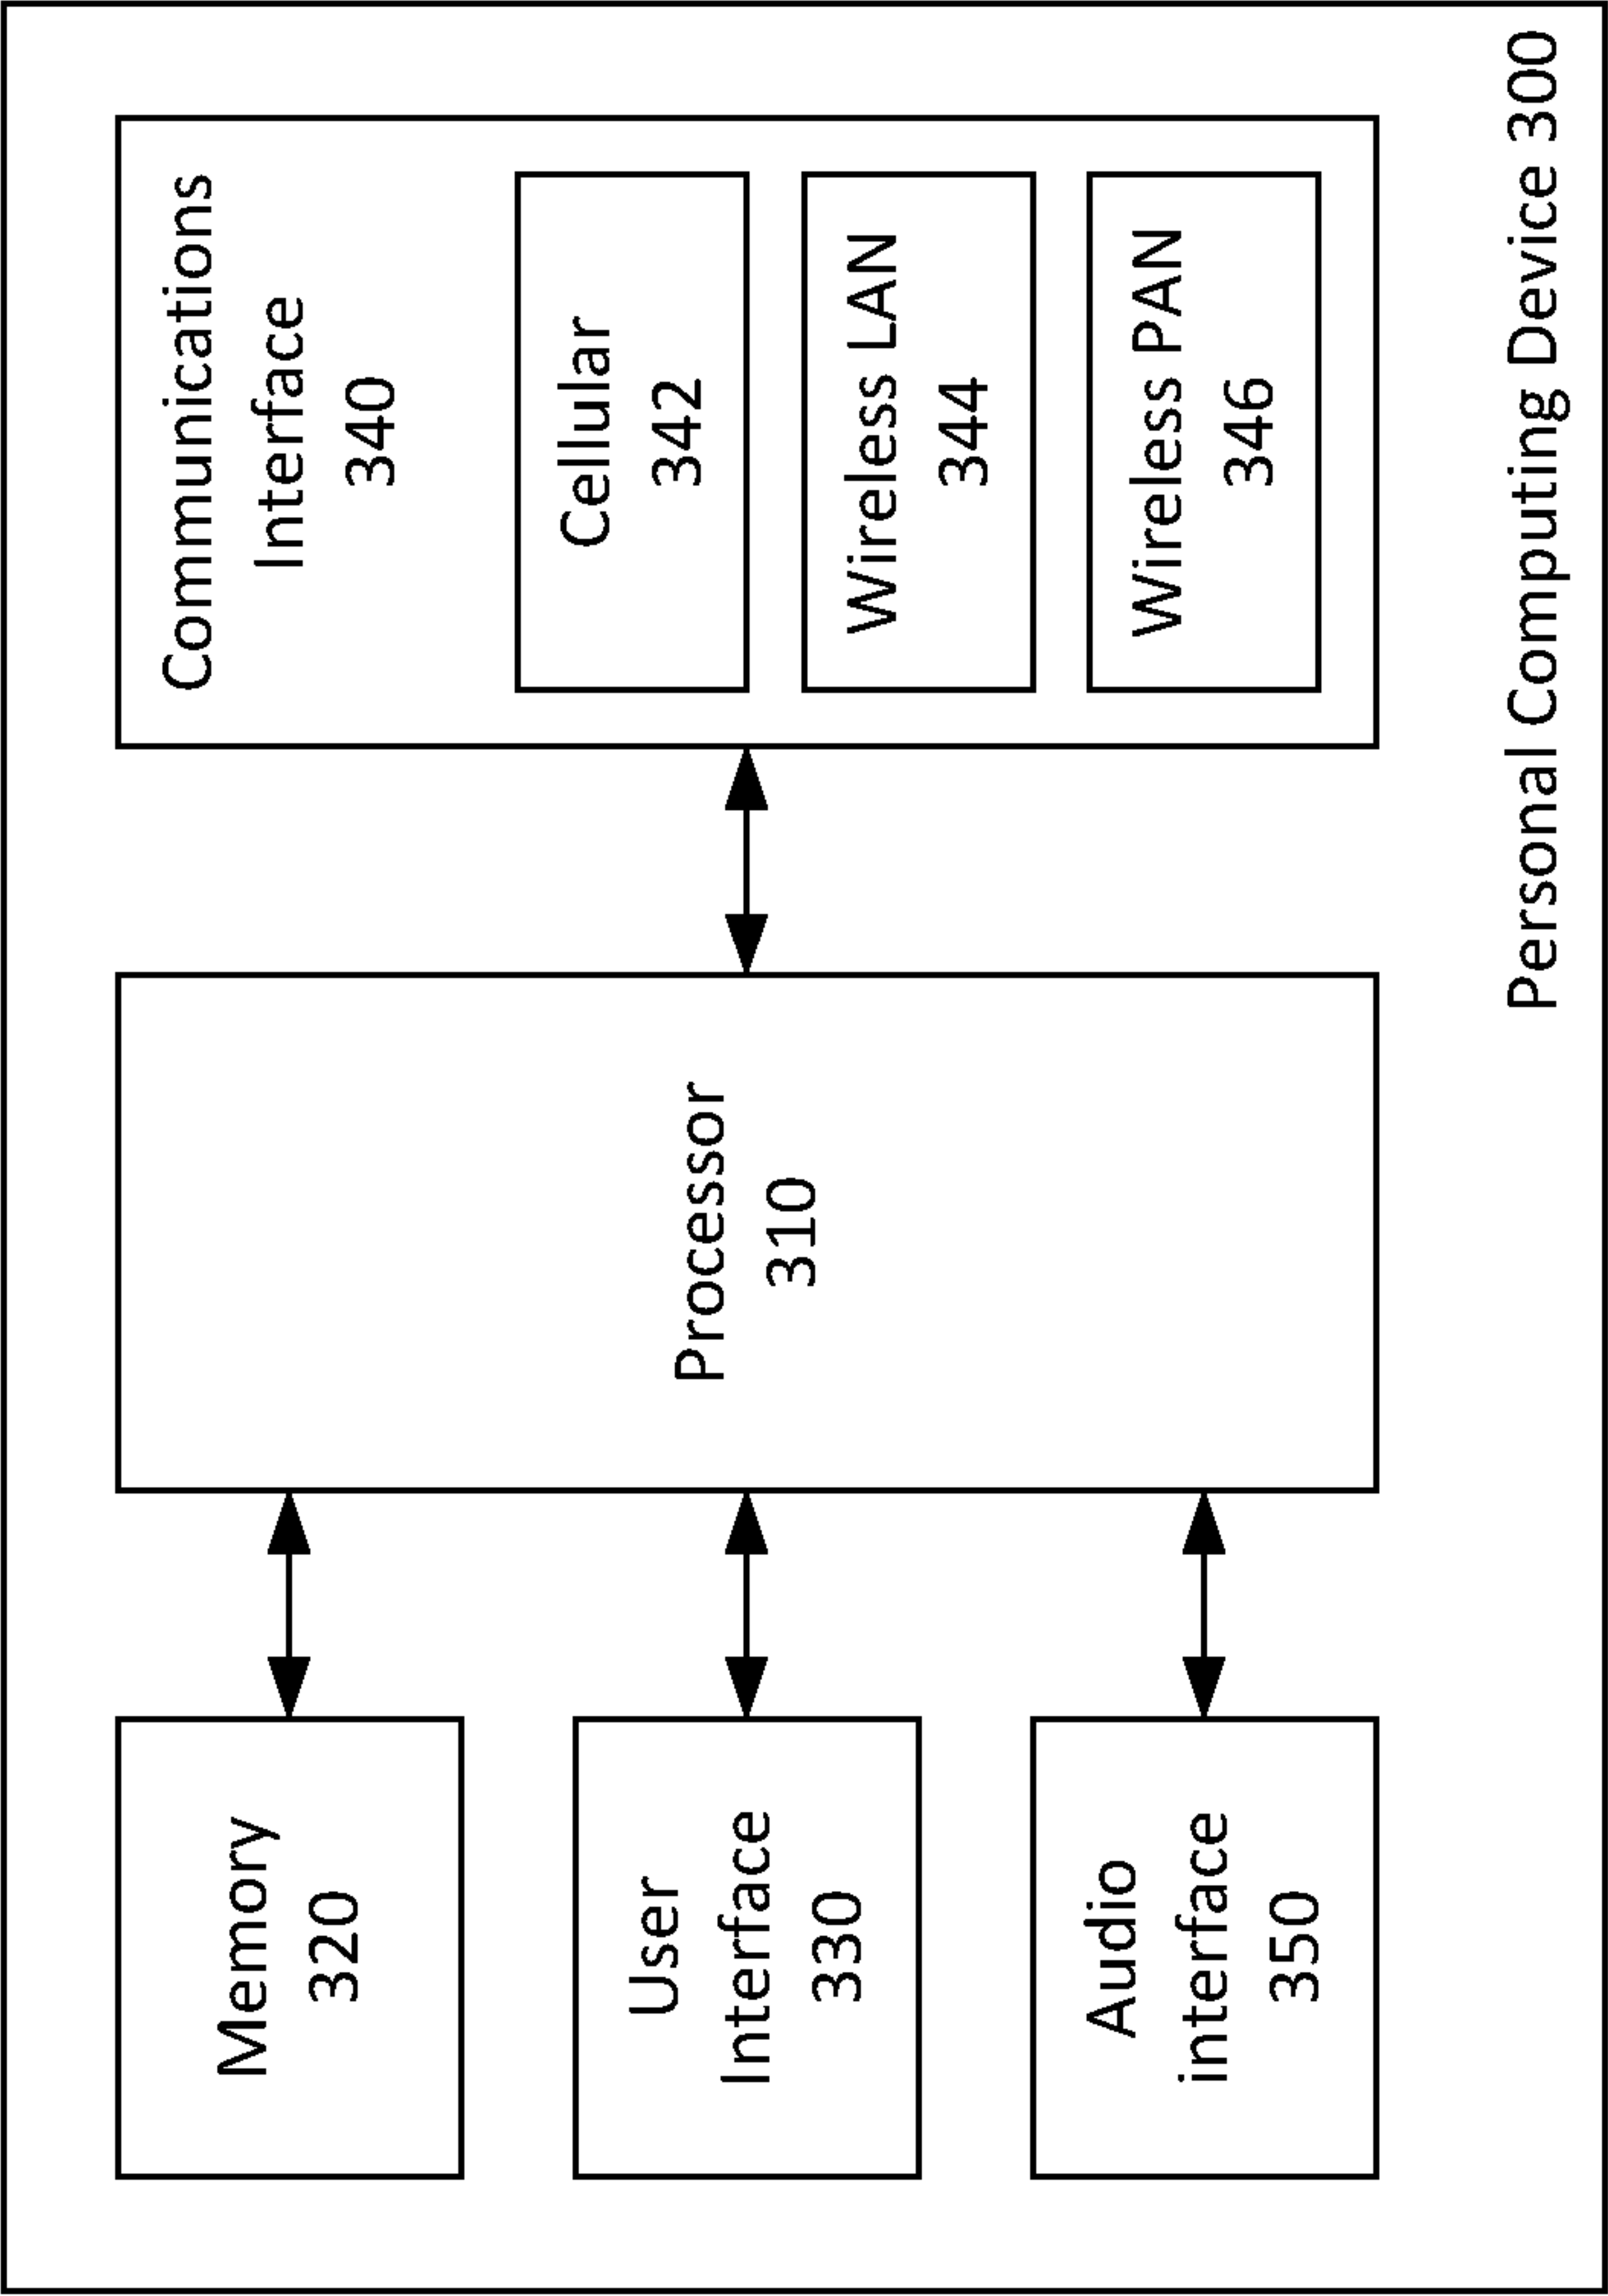 Memory
320
User
Interface
330
Audio
interface
350
Processor
310
Communications
Interface
340
Cellular
342
Wireless LAN
344
Wireless PAN
346
Personal Computing Device 300